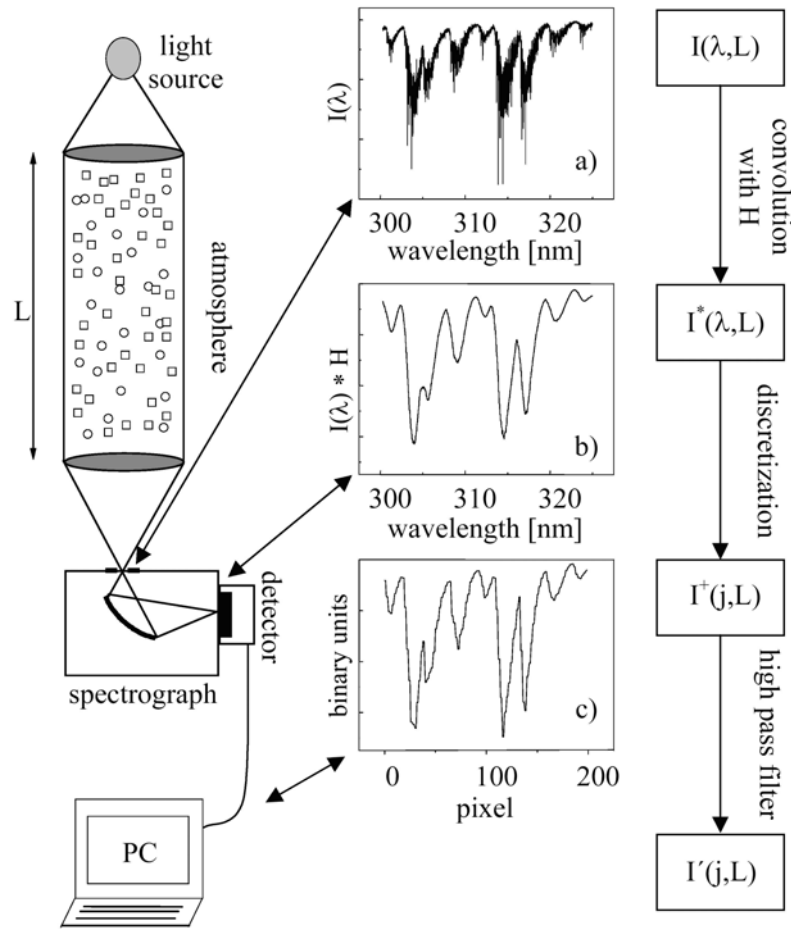 light
source
L
atmosphere
spectrograph
detector
PC
I(λ)
a)
300 310 320
wavelength [nm]
I(λ) * H
b)
300 310 320
wavelength [nm]
binary units
c)
0 100 200
pixel
I(λ,L)
convolution
with H
I*(λ,L)
discretization
I⁺(j,L)
high pass filter
I´(j,L)